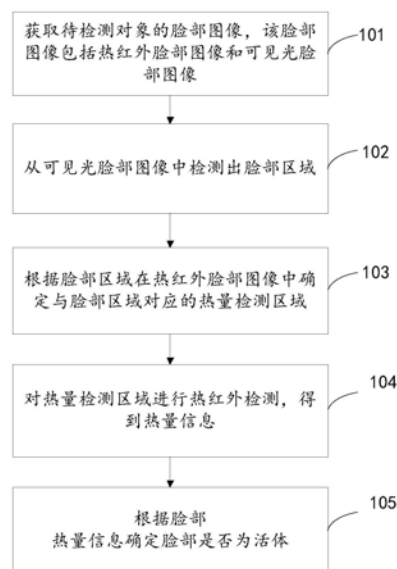 获取待检测对象的脸部图像，该脸部
图像包括热红外脸部图像和可见光脸
部图像
101
从可见光脸部图像中检测出脸部区域
102
根据脸部区域在热红外脸部图像中确
定与脸部区域对应的热量检测区域
103
对热量检测区域进行热红外检测，得
到热量信息
104
根据脸部
热量信息确定脸部是否为活体
105